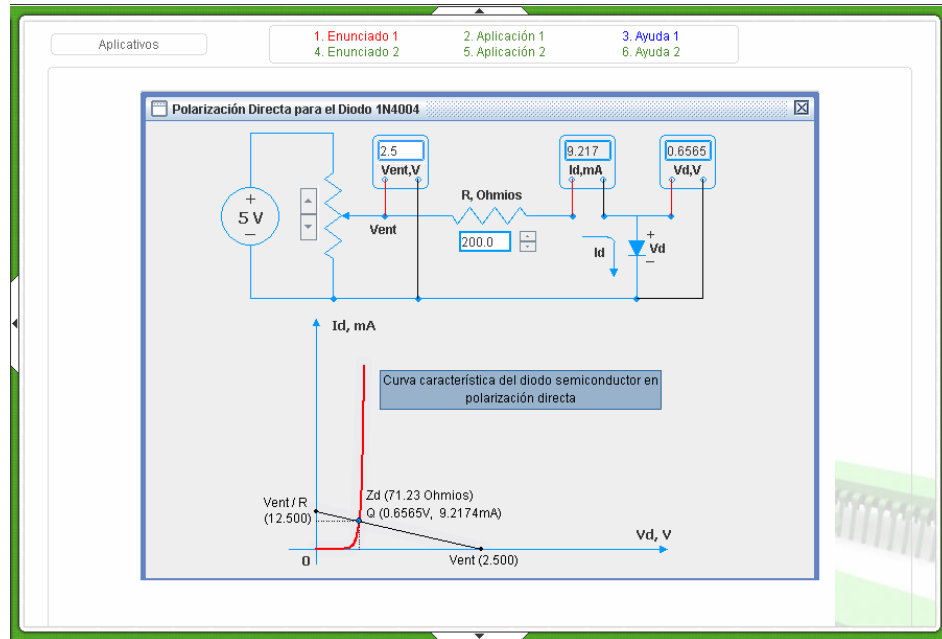 Aplicativos
1. Enunciado 1
2. Aplicación 1
3. Ayuda 1
4. Enunciado 2
5. Aplicación 2
6. Ayuda 2
Polarización Directa para el Diodo 1N4004
2.5
Vent,V
9.217
Id,mA
0.6565
Vd,V
+
5 V
−
Vent
R, Ohmios
200.0
Id
+
Vd
−
Id, mA
Curva característica del diodo semiconductor en
polarización directa
Vent / R
(12.500)
Zd (71.23 Ohmios)
Q (0.6565V, 9.2174mA)
Vd, V
0
Vent (2.500)